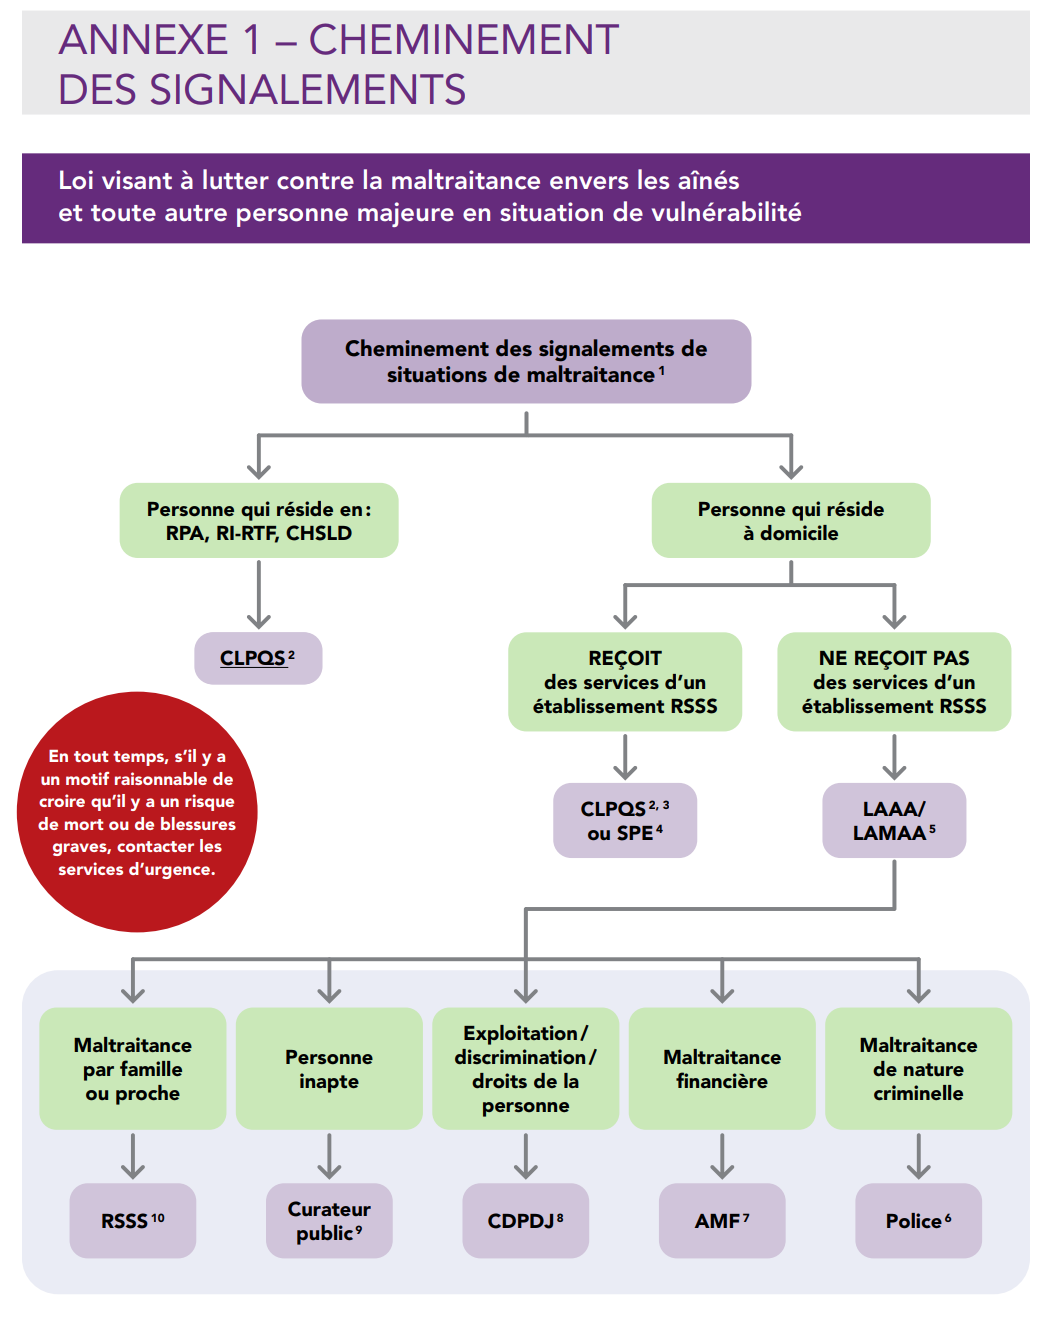 ANNEXE 1 – CHEMINEMENT
DES SIGNALEMENTS
Loi visant à lutter contre la maltraitance envers les aînés
et toute autre personne majeure en situation de vulnérabilité
Cheminement des signalements de
situations de maltraitance 1
Personne qui réside en :
RPA, RI-RTF, CHSLD
Personne qui réside
à domicile
CLPQS 2
REÇOIT
des services d’un
établissement RSSS
NE REÇOIT PAS
des services d’un
établissement RSSS
En tout temps, s’il y a
un motif raisonnable de
croire qu’il y a un risque
de mort ou de blessures
graves, contacter les
services d’urgence.
CLPQS 2, 3
ou SPE 4
LAAA/
LAMAA 5
Maltraitance
par famille
ou proche
Personne
inapte
Exploitation /
discrimination /
droits de la
personne
Maltraitance
financière
Maltraitance
de nature
criminelle
RSSS 10
Curateur
public 9
CDPDJ 8
AMF 7
Police 6